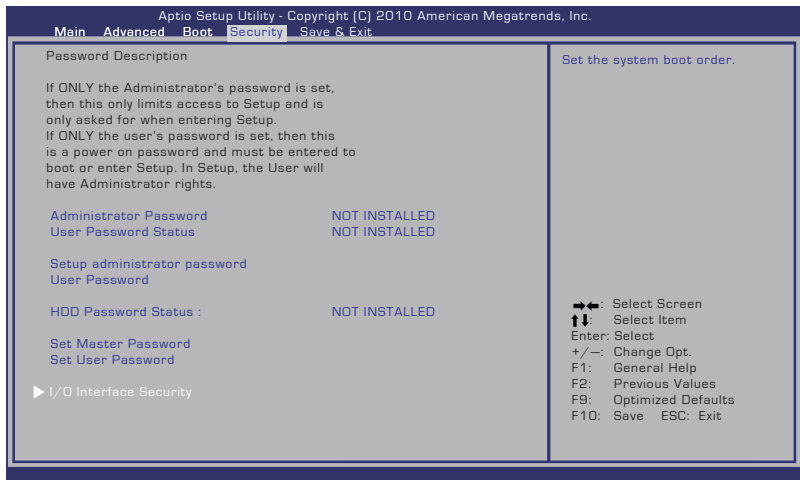 Aptio Setup Utility - Copyright (C) 2010 American Megatrends, Inc.
Main Advanced Boot Security Save & Exit
Password Description
If ONLY the Administrator's password is set,
then this only limits access to Setup and is
only asked for when entering Setup.
If ONLY the user's password is set, then this
is a power on password and must be entered to
boot or enter Setup. In Setup, the User will
have Administrator rights.
Administrator Password NOT INSTALLED
User Password Status NOT INSTALLED
Setup administrator password
User Password
HDD Password Status : NOT INSTALLED
Set Master Password
Set User Password
I/O Interface Security
Set the system boot order.
→←: Select Screen
↑↓: Select Item
Enter: Select
+/—: Change Opt.
F1: General Help
F2: Previous Values
F9: Optimized Defaults
F10: Save ESC: Exit